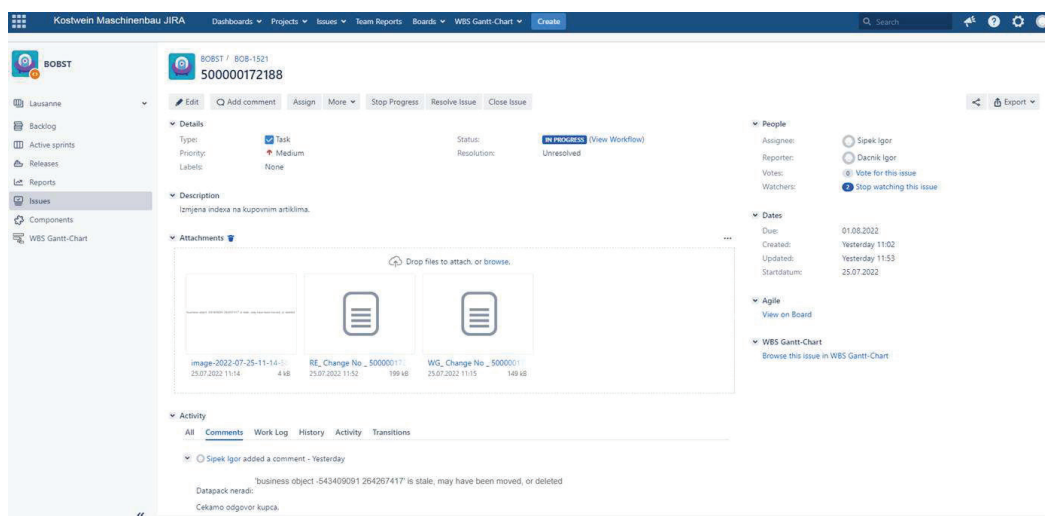 Kostwein Maschinenbau JIRA Dashboards Projects Issues Team Reports Boards WBS Gantt-Chart Create Search
BOBST
Lausanne
Backlog
Active sprints
Releases
Reports
Issues
Components
WBS Gantt-Chart
BOBST / BOB-1521
500000172188
Edit Add comment Assign More Stop Progress Resolve Issue Close Issue Export
Details
Type: Task Status: IN PROGRESS (View Workflow)
Priority: Medium Resolution: Unresolved
Labels: None
Description
Izmjena indexa na kupovnim artiklima.
Attachments
Drop files to attach, or browse.
image-2022-07-25-11-14-
25.07.2022 11:14 4 kB
RE_ Change No _ 50000017
25.07.2022 11:52 199 kB
WG_ Change No _ 5000001
25.07.2022 11:15 149 kB
Activity
All Comments Work Log History Activity Transitions
Sipek Igor added a comment - Yesterday
'business object -543409091 264267417' is stale, may have been moved, or deleted
Datapack neradi:
Cekamo odgovor kupca.
People
Assignee: Sipek Igor
Reporter: Dacnik Igor
Votes: 0 Vote for this issue
Watchers: 2 Stop watching this issue
Dates
Due: 01.08.2022
Created: Yesterday 11:02
Updated: Yesterday 11:53
Startdatum: 25.07.2022
Agile
View on Board
WBS Gantt-Chart
Browse this issue in WBS Gantt-Chart